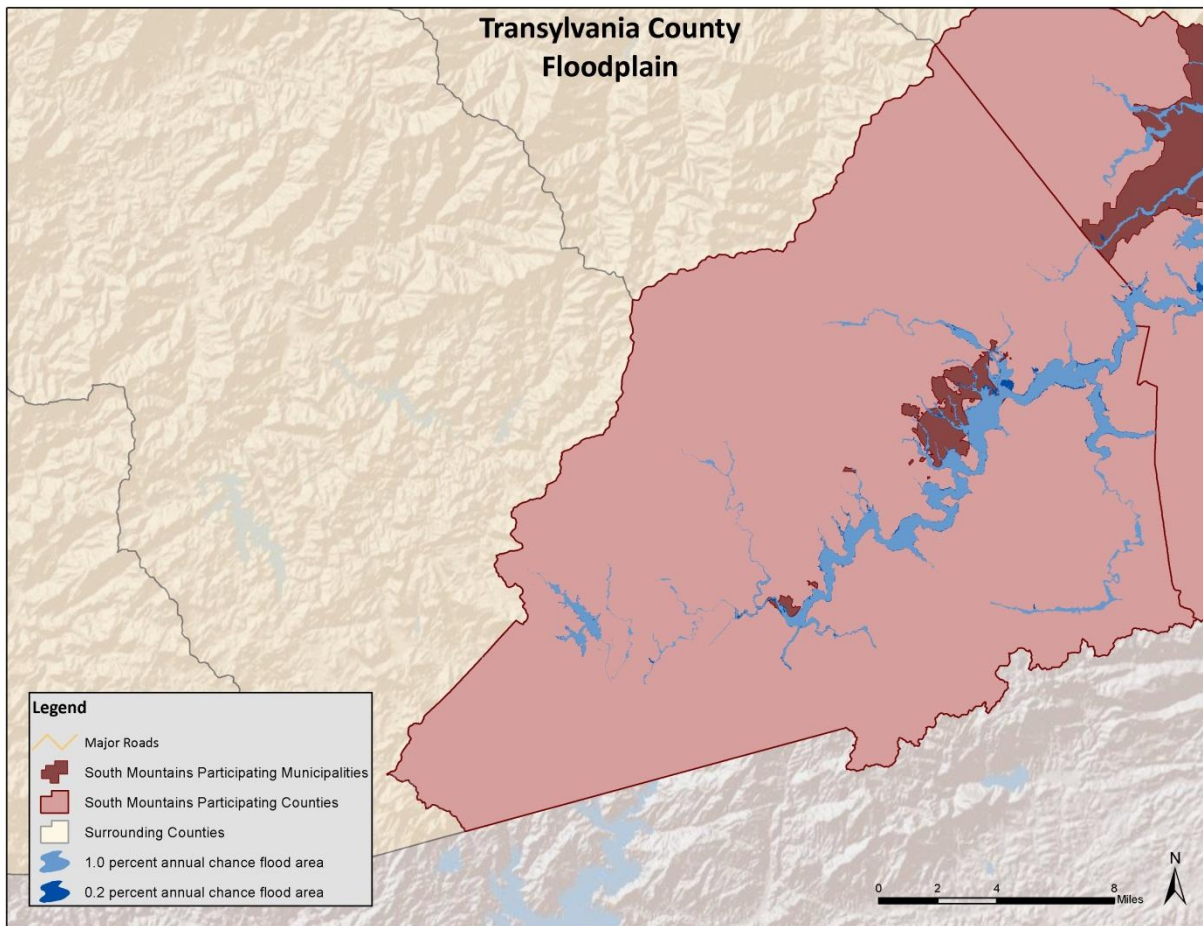 Transylvania County
Floodplain
Legend
Major Roads
South Mountains Participating Municipalities
South Mountains Participating Counties
Surrounding Counties
1.0 percent annual chance flood area
0.2 percent annual chance flood area
N
0 2 4 8
Miles